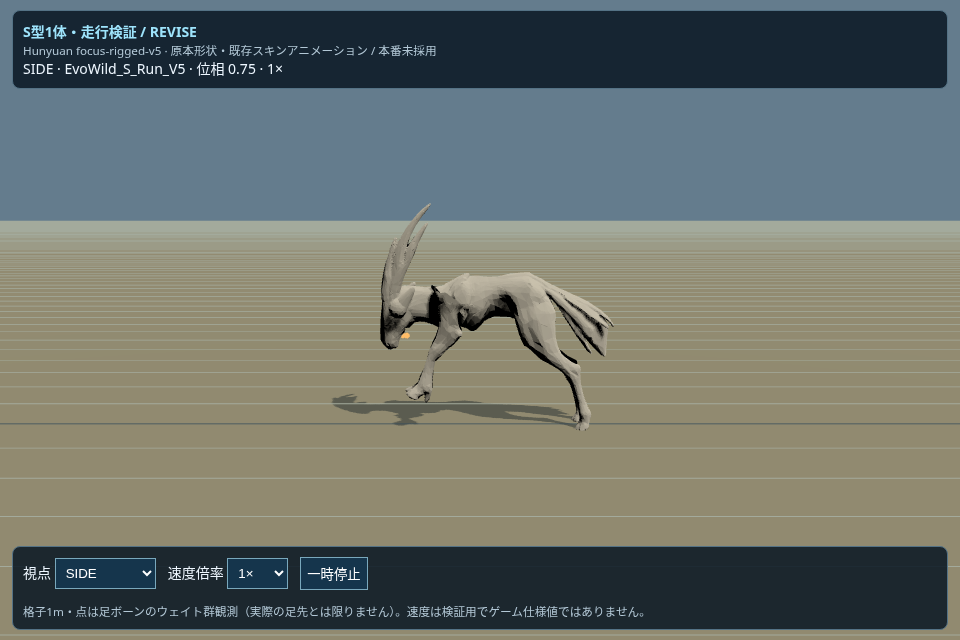 S型1体・走行検証 / REVISE
Hunyuan focus-rigged-v5 · 原本形状・既存スキンアニメーション / 本番未採用
SIDE · EvoWild_S_Run_V5 · 位相 0.75 · 1×
視点 SIDE 速度倍率 1× 一時停止
格子1m・点は足ボーンのウェイト群観測（実際の足先とは限りません）。速度は検証用でゲーム仕様値ではありません。